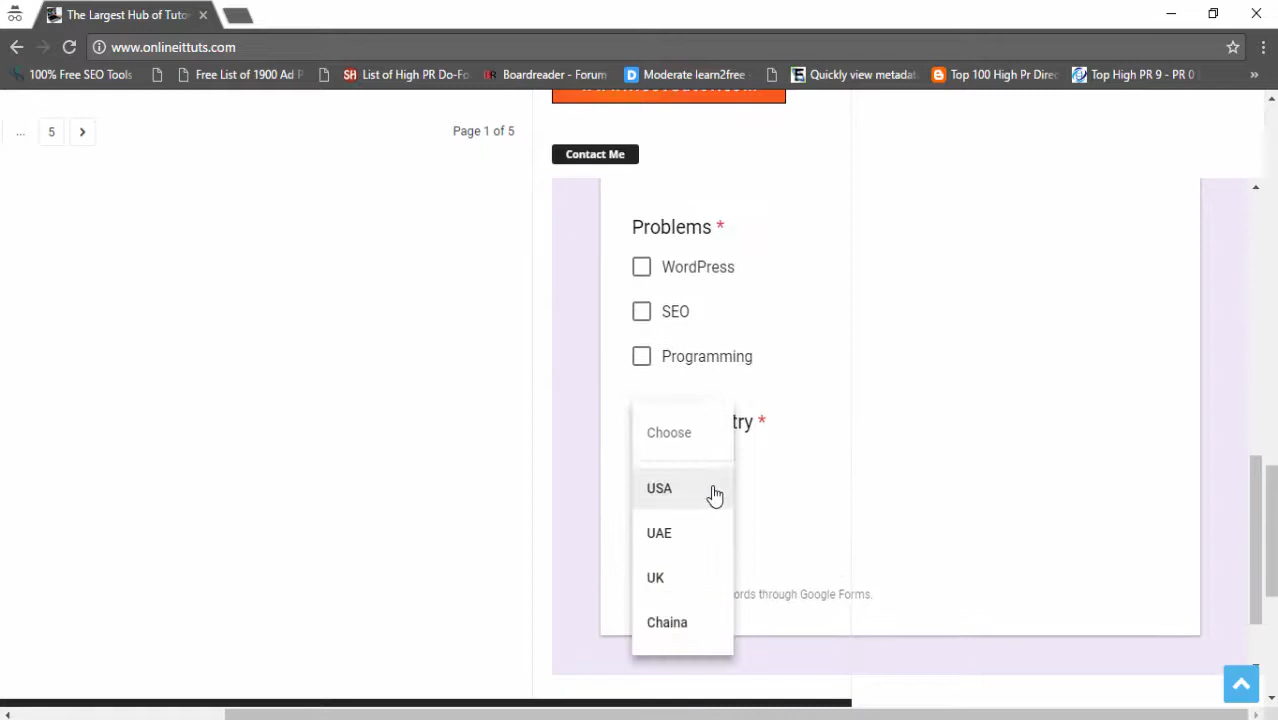 The Largest Hub of Tutor
www.onlineittuts.com
100% Free SEO Tools
Free List of 1900 Ad P
SH List of High PR Do-Fo
BR Boardreader - Forum
D Moderate learn2free
E Quickly view metadat
Top 100 High Pr Direc
Top High PR 9 - PR 0
»
... 5 >
Page 1 of 5
Contact Me
Problems *
WordPress
SEO
Programming
try *
Choose
USA
UAE
UK
Chaina
ords through Google Forms.